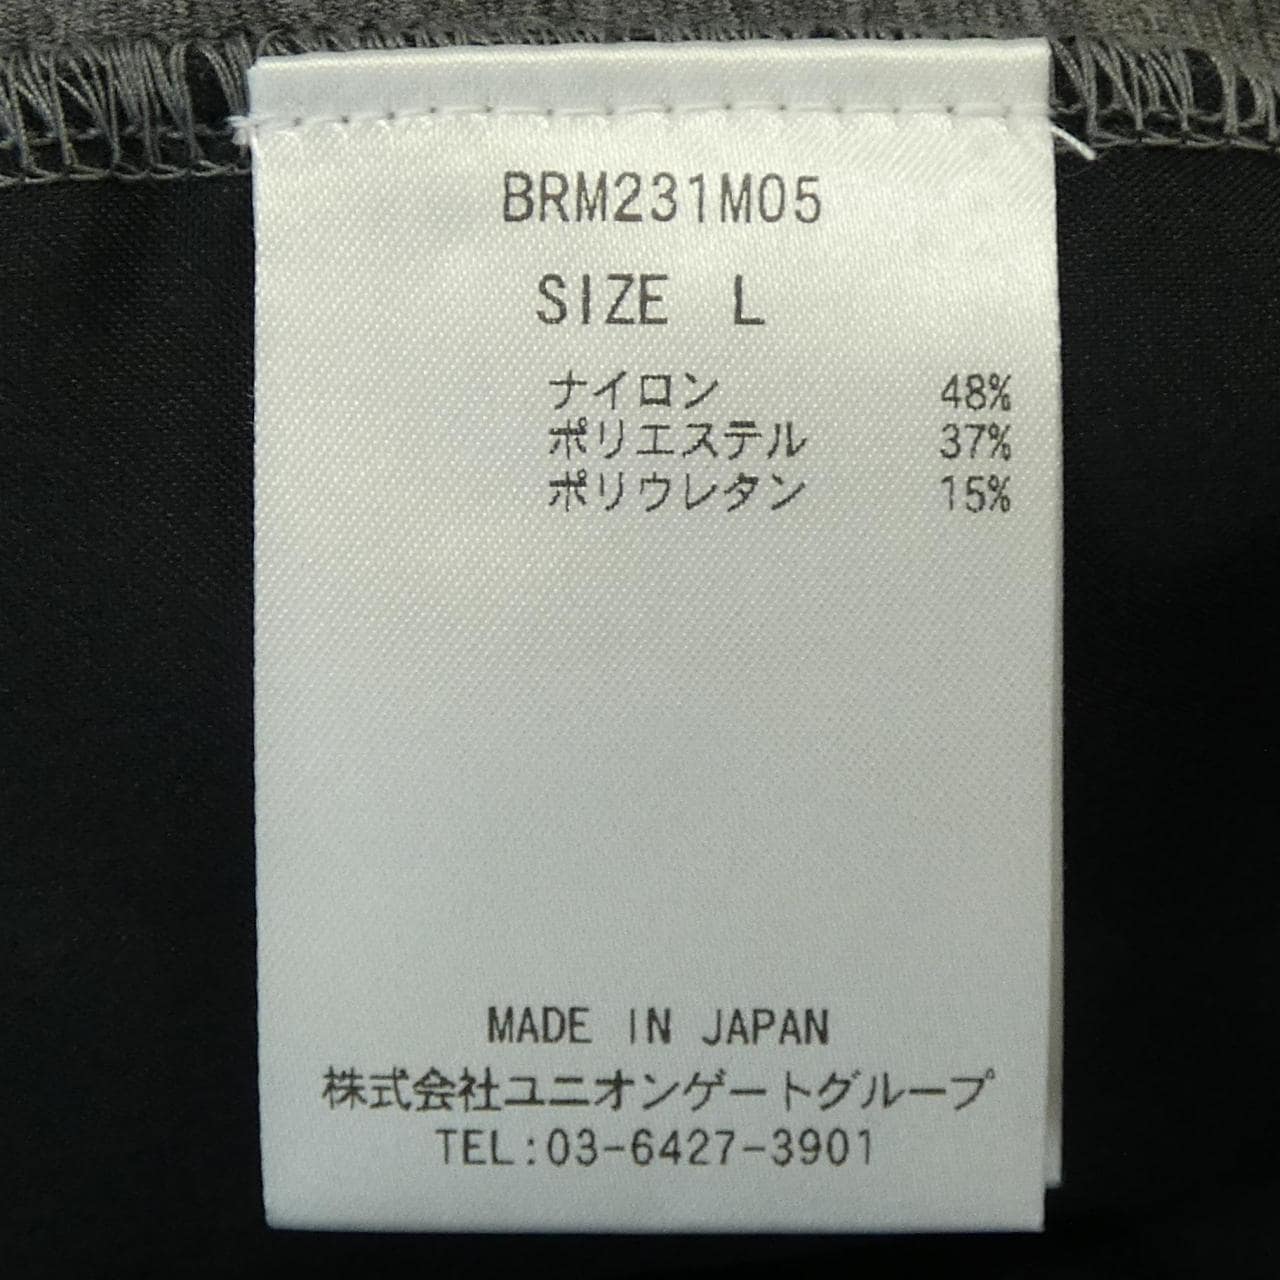 BRM231M05
SIZE L
ナイロン 48%
ポリエステル 37%
ポリウレタン 15%
MADE IN JAPAN
株式会社ユニオンゲートグループ
TEL:03-6427-3901